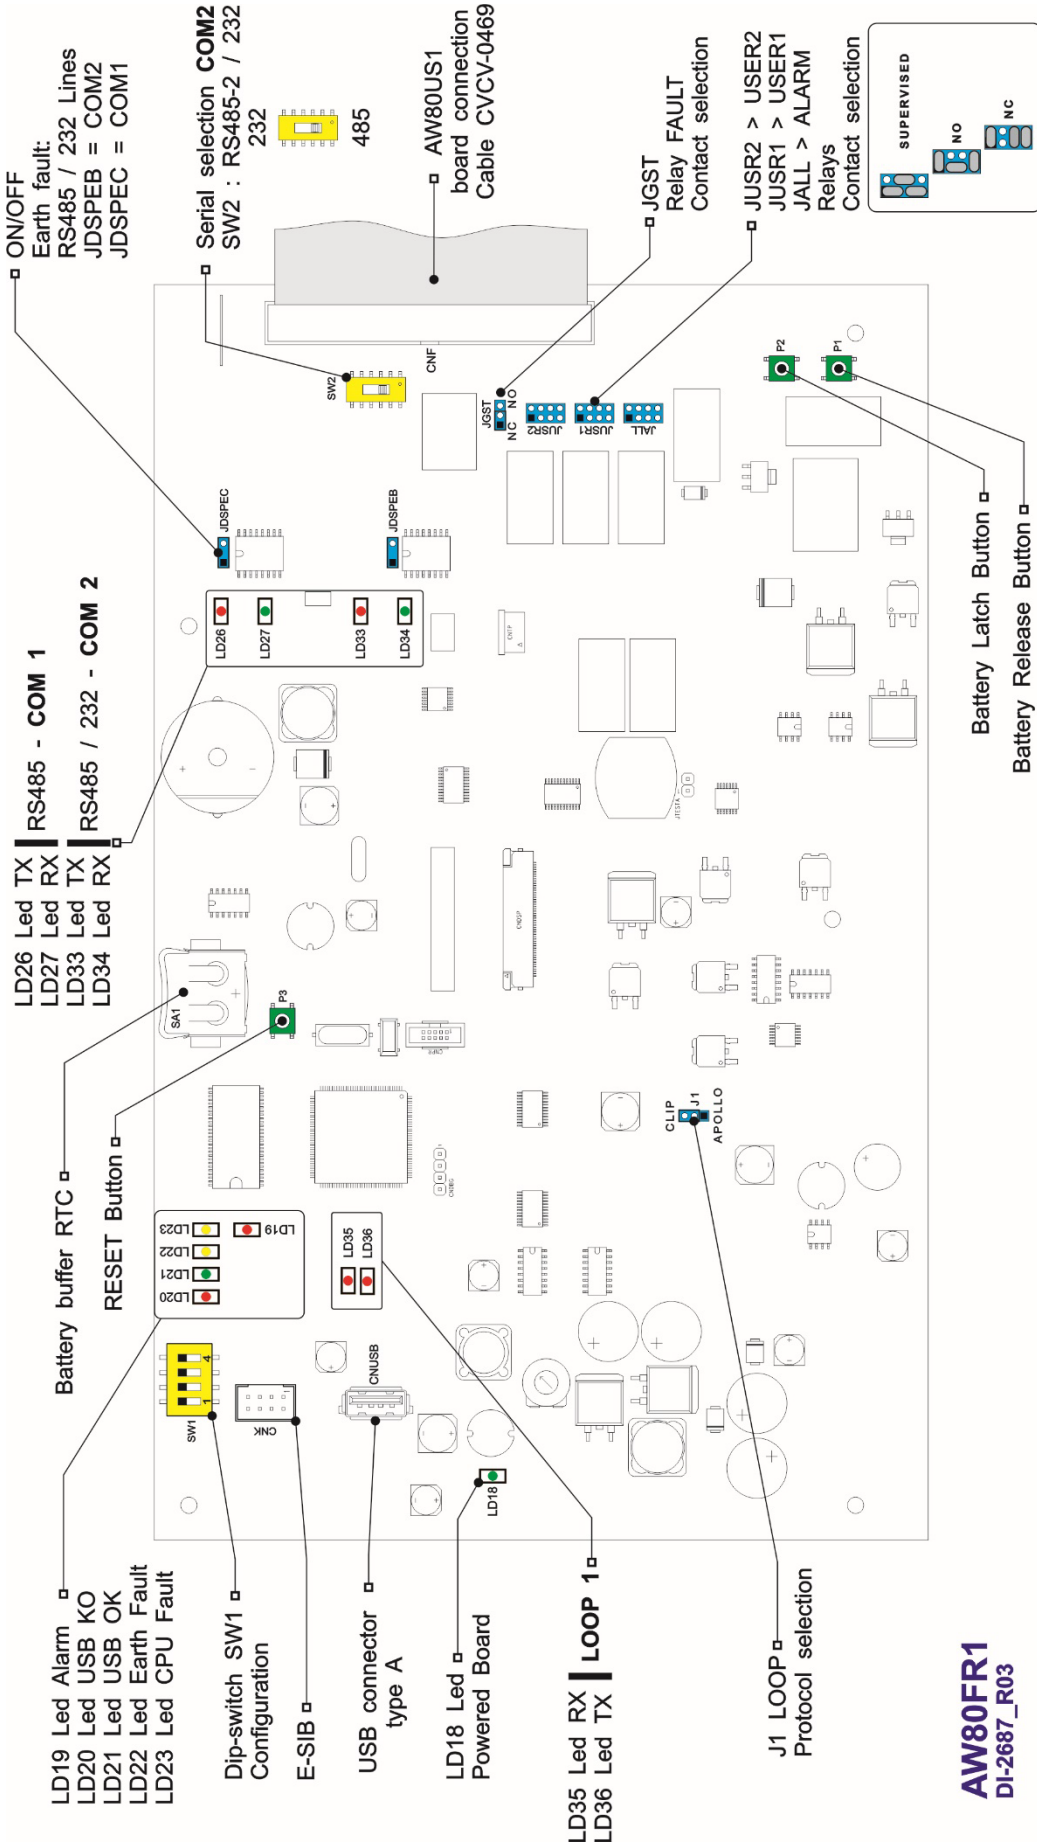 LD19 Led Alarm
LD20 Led USB KO
LD21 Led USB OK
LD22 Led Earth Fault
LD23 Led CPU Fault
Dip-switch SW1
Configuration
E-SIB
USB connector
type A
LD18 Led
Powered Board
LD35 Led RX
LD36 Led TX
LOOP 1
J1 LOOP
Protocol selection
AW80FR1
DI-2687_R03
Battery buffer RTC
RESET Button
LD26 Led TX
LD27 Led RX
RS485 - COM 1
LD33 Led TX
LD34 Led RX
RS485 / 232 - COM 2
ON/OFF
Earth fault:
RS485 / 232 Lines
JDSPEB = COM2
JDSPEC = COM1
Serial selection COM2
SW2 : RS485-2 / 232
232
485
AW80US1
board connection
Cable CVCV-0469
JGST
Relay FAULT
Contact selection
JUSR2 > USER2
JUSR1 > USER1
JALL > ALARM
Relays
Contact selection
SUPERVISED
NO
NC
Battery Latch Button
Battery Release Button
SW1
1
4
LD20
LD21
LD22
LD23
LD19
CNK
LD35
LD36
CNUSB
LD18
SA1
P3
CNDBG
CNDSP
CLIP
J1
APOLLO
JTESTA
CNTP
LD26
LD27
LD33
LD34
JDSPEC
JDSPEB
SW2
CNF
JGST
NC
NO
JUSR2
JUSR1
JALL
P2
P1